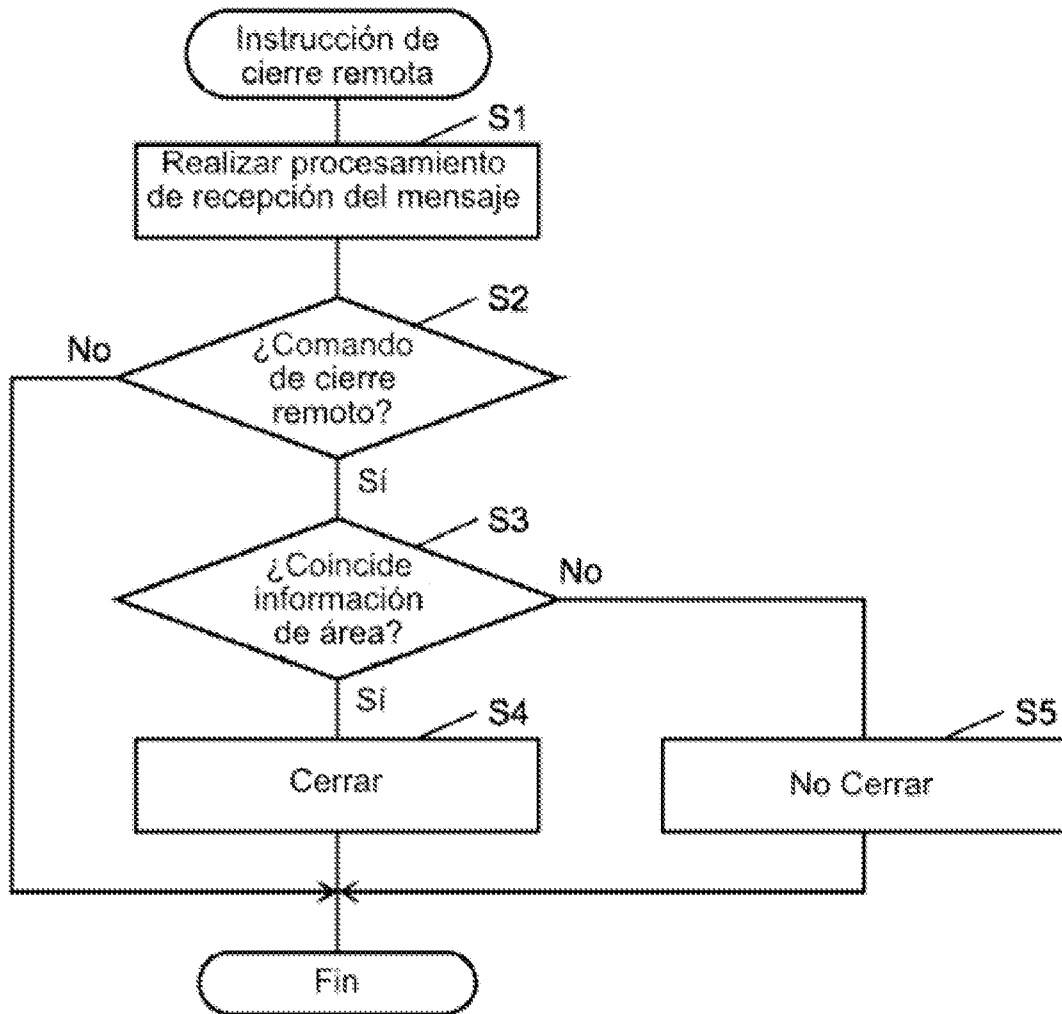 Instrucción de
cierre remota
S1
Realizar procesamiento
de recepción del mensaje
S2
No
¿Comando
de cierre
remoto?
Sí
S3
¿Coincide
información
de área?
No
Sí
S4
Cerrar
S5
No Cerrar
Fin